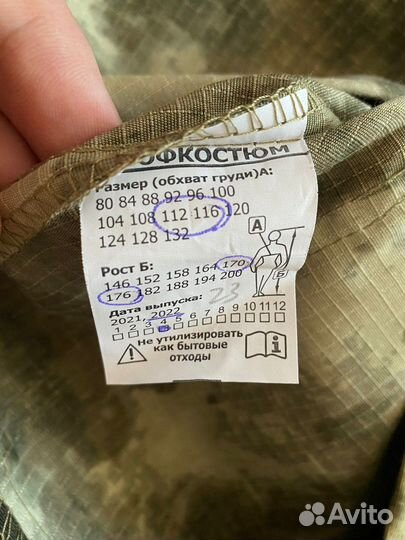 ОФКОСТЮМ
Размер (обхват груди)А:
80 84 88 92 96 100
104 108 112 116 120
124 128 132
А
Рост Б:
146 152 158 164 170
176 182 188 194 200
Б
Дата выпуска: 23
2021, 2022
1 2 3 4 5 6 7 8 9 10 11 12
Не утилизировать
как бытовые
отходы
Avito